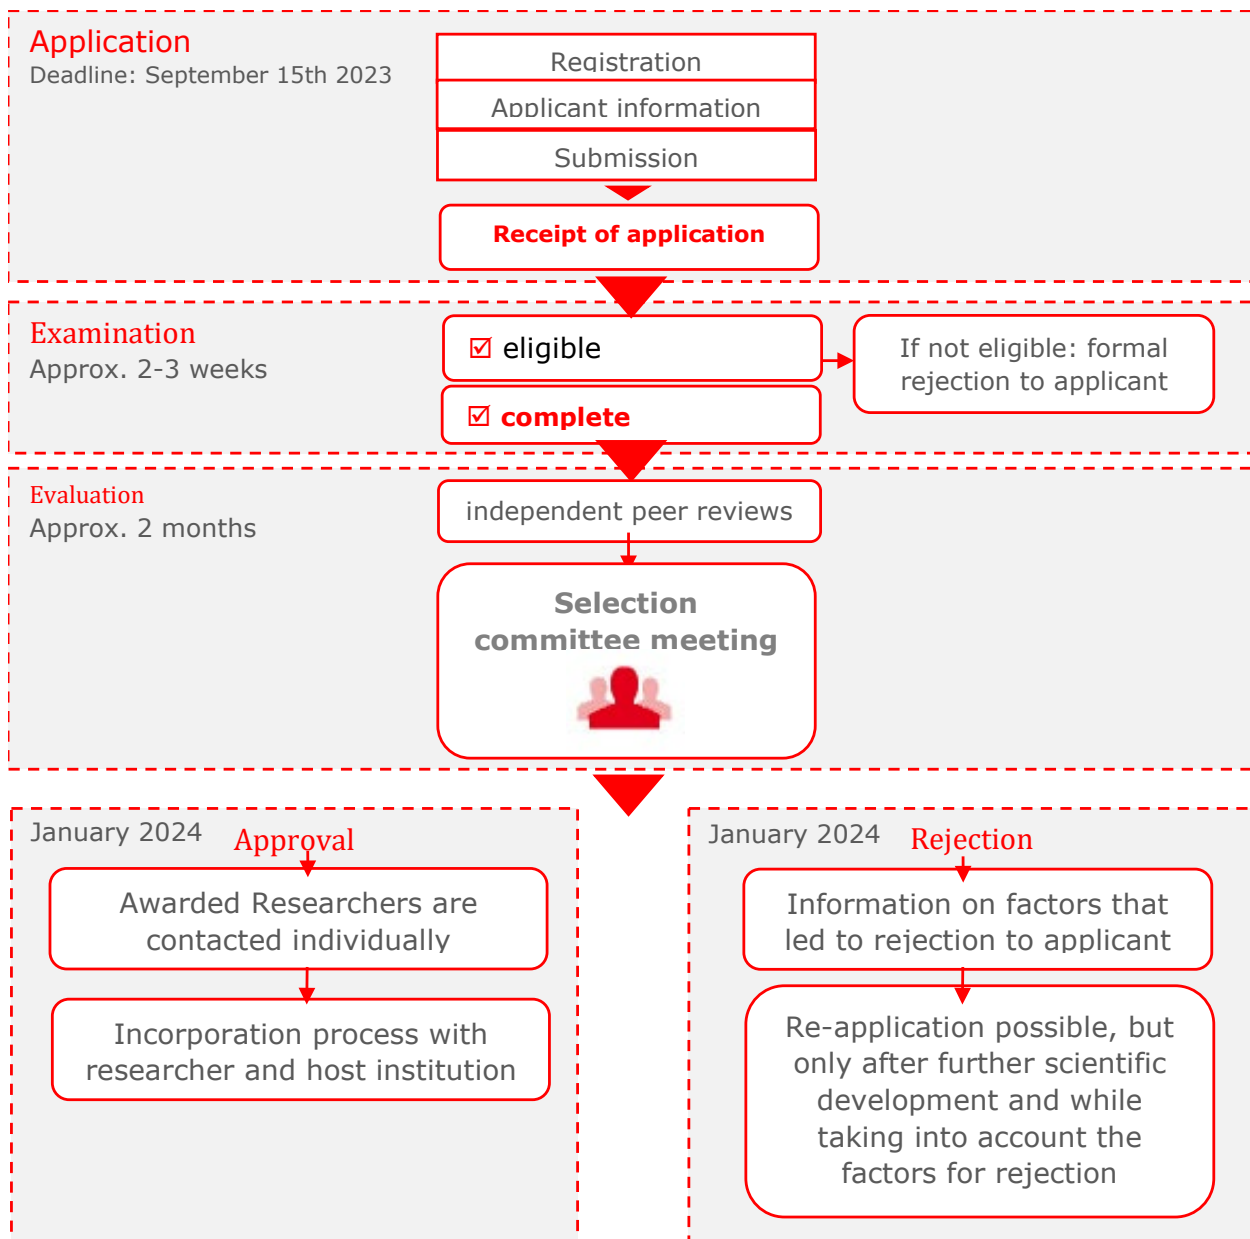 Application
Deadline: September 15th 2023
Registration
Applicant information
Submission
Receipt of application
Examination
Approx. 2-3 weeks
eligible
complete
If not eligible: formal
rejection to applicant
Evaluation
Approx. 2 months
independent peer reviews
Selection
committee meeting
January 2024
Approval
Awarded Researchers are
contacted individually
Incorporation process with
researcher and host institution
January 2024
Rejection
Information on factors that
led to rejection to applicant
Re-application possible, but
only after further scientific
development and while
taking into account the
factors for rejection